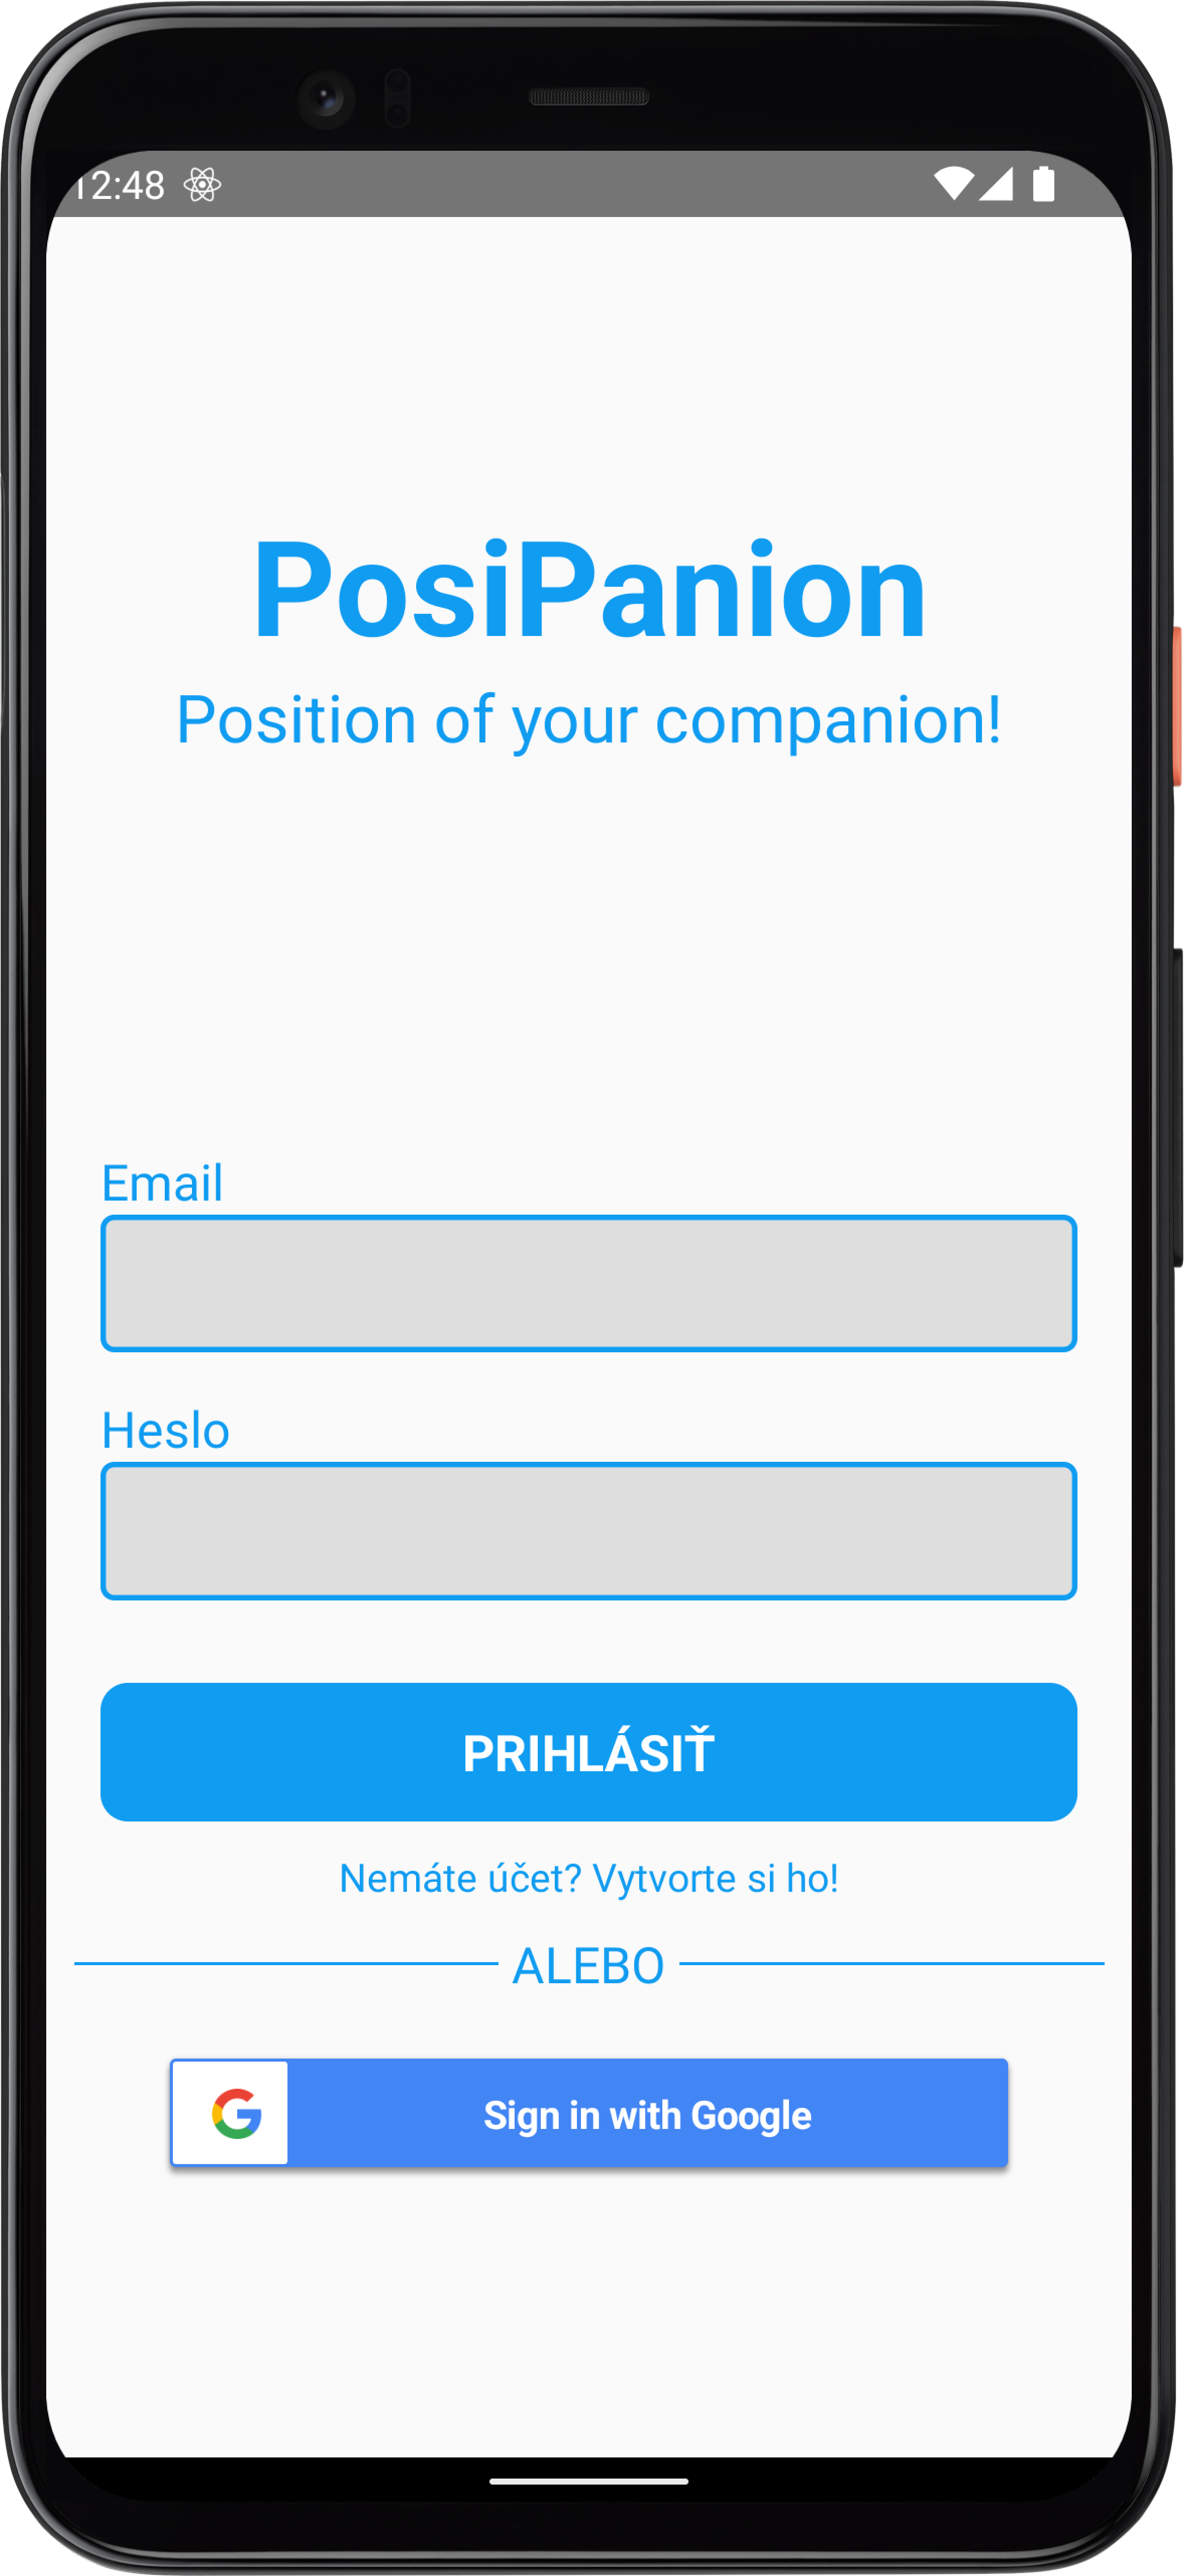 12:48
PosiPanion
Position of your companion!
Email
Heslo
PRIHLÁSIŤ
Nemáte účet? Vytvorte si ho!
ALEBO
Sign in with Google